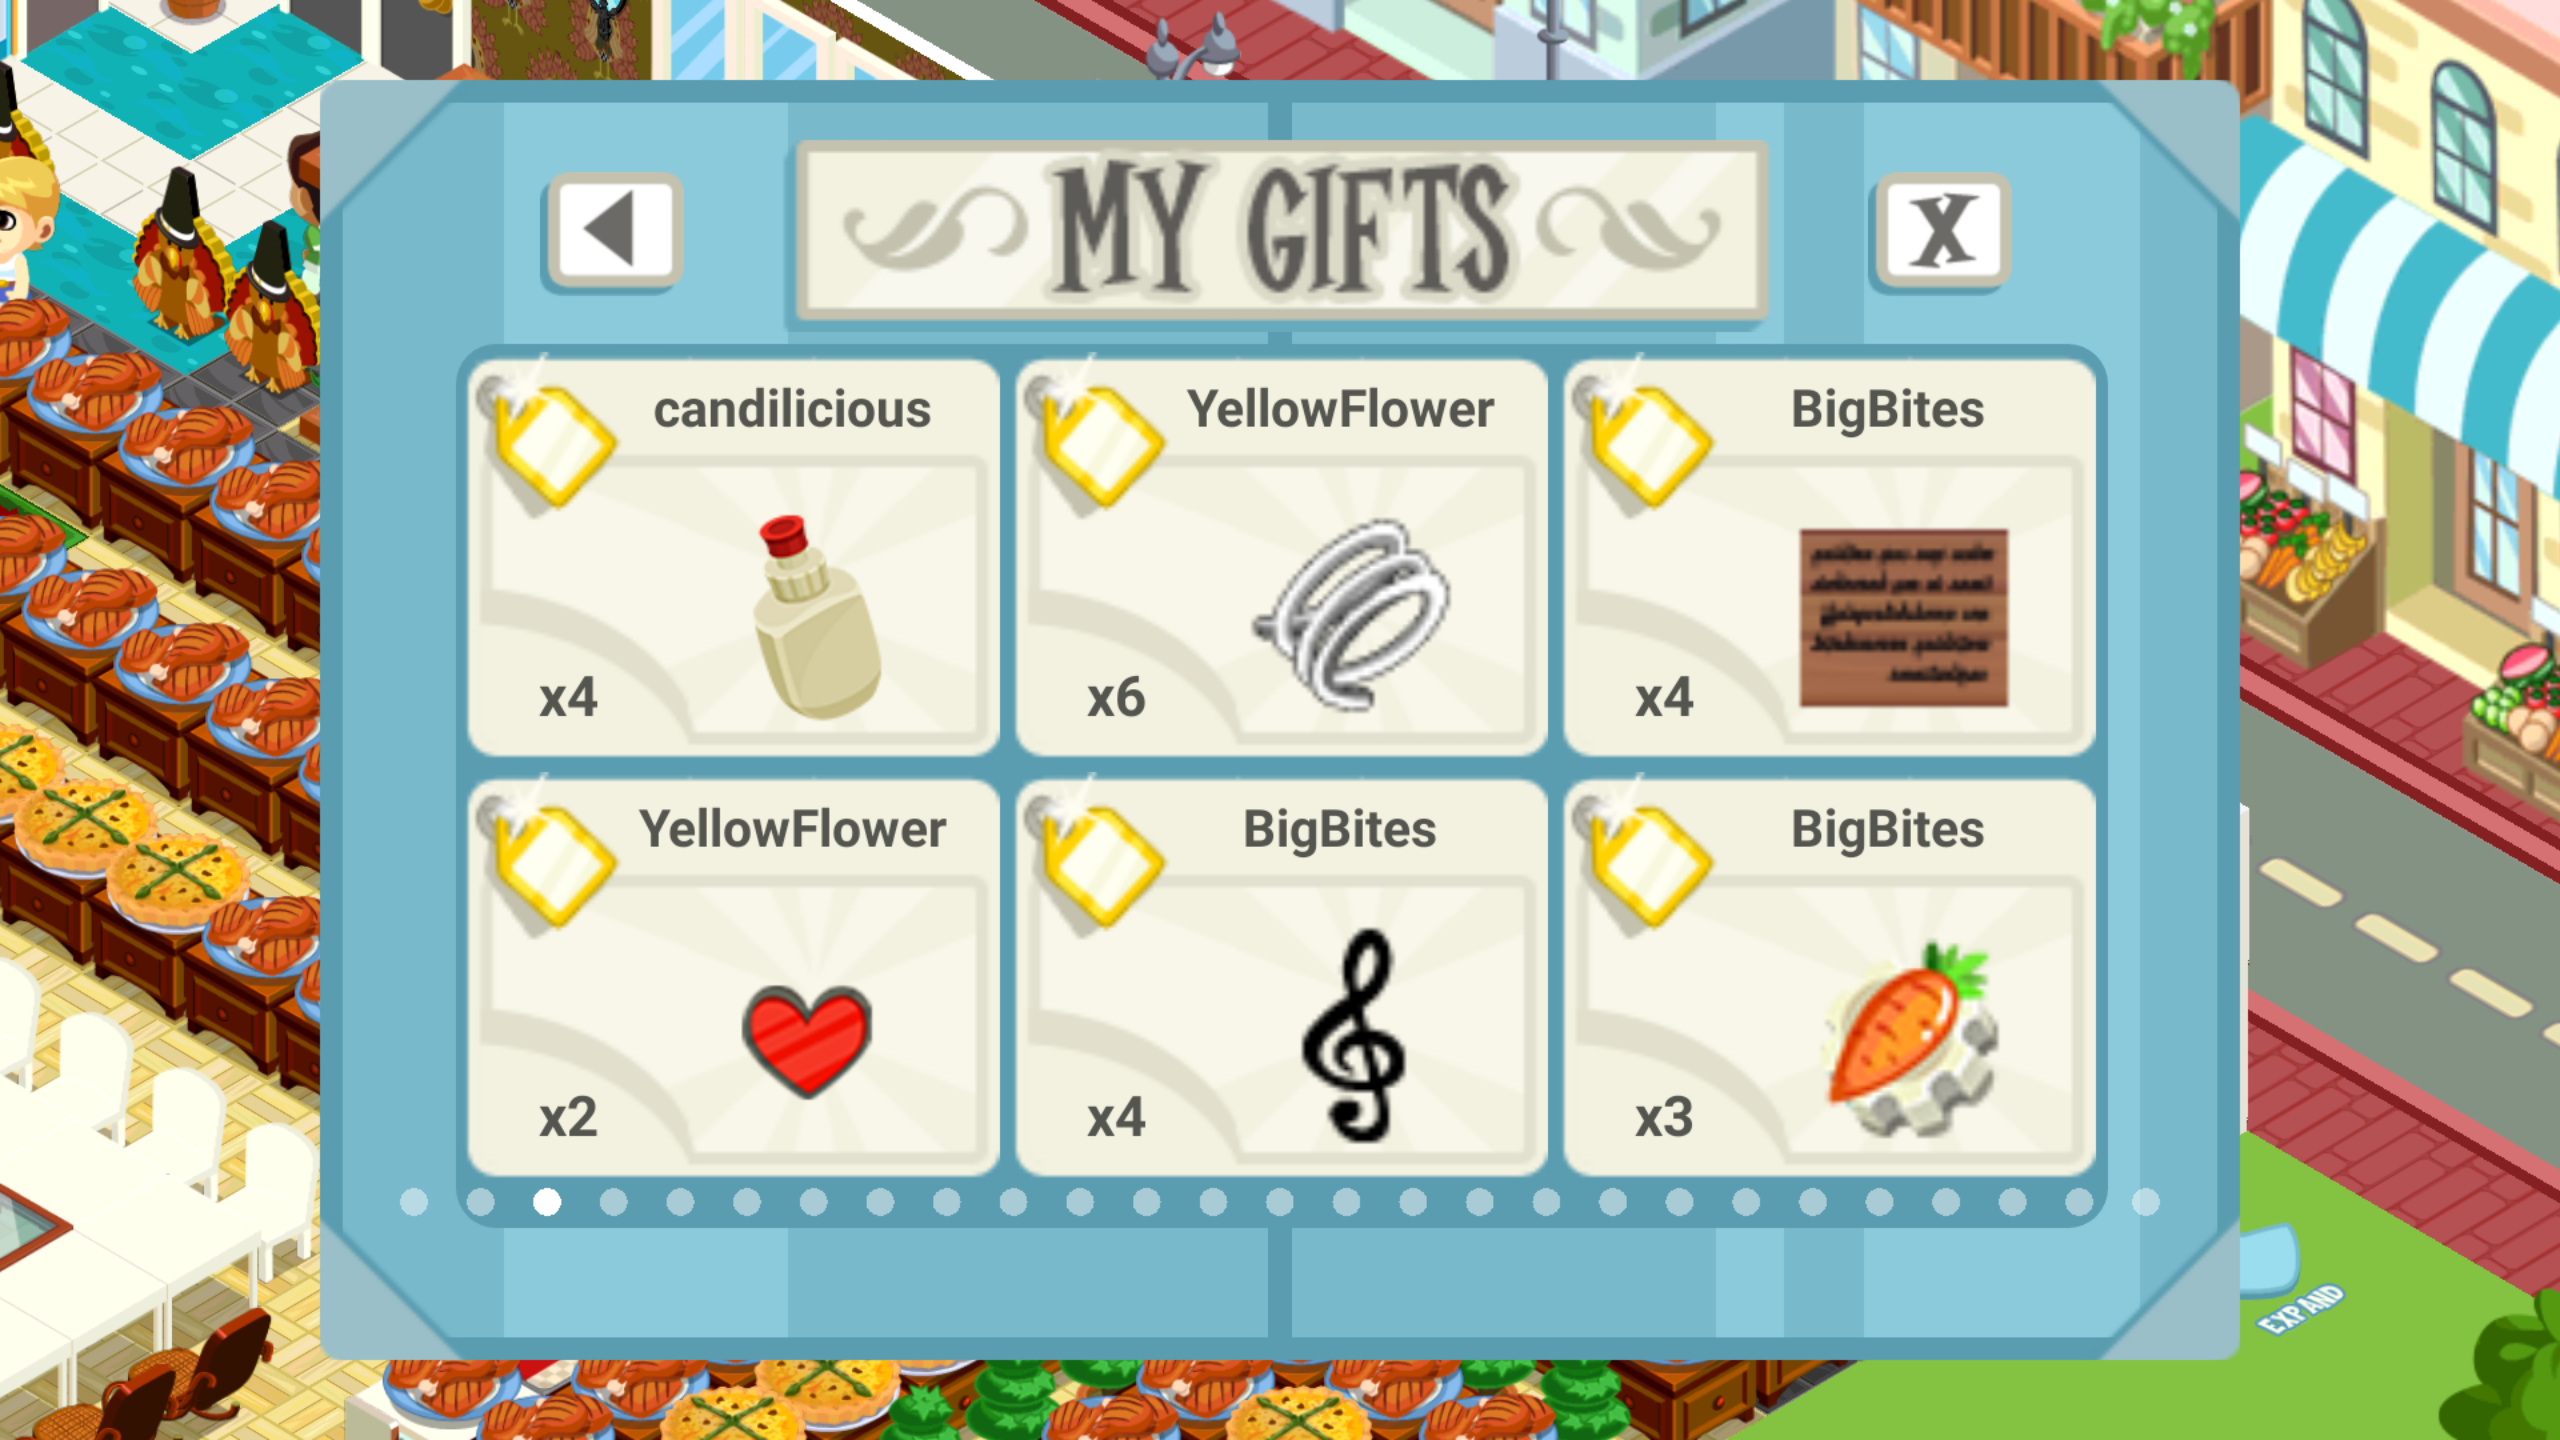 MY GIFTS
X
candilicious
x4
YellowFlower
x6
BigBites
x4
YellowFlower
x2
BigBites
x4
BigBites
x3
EXPAND